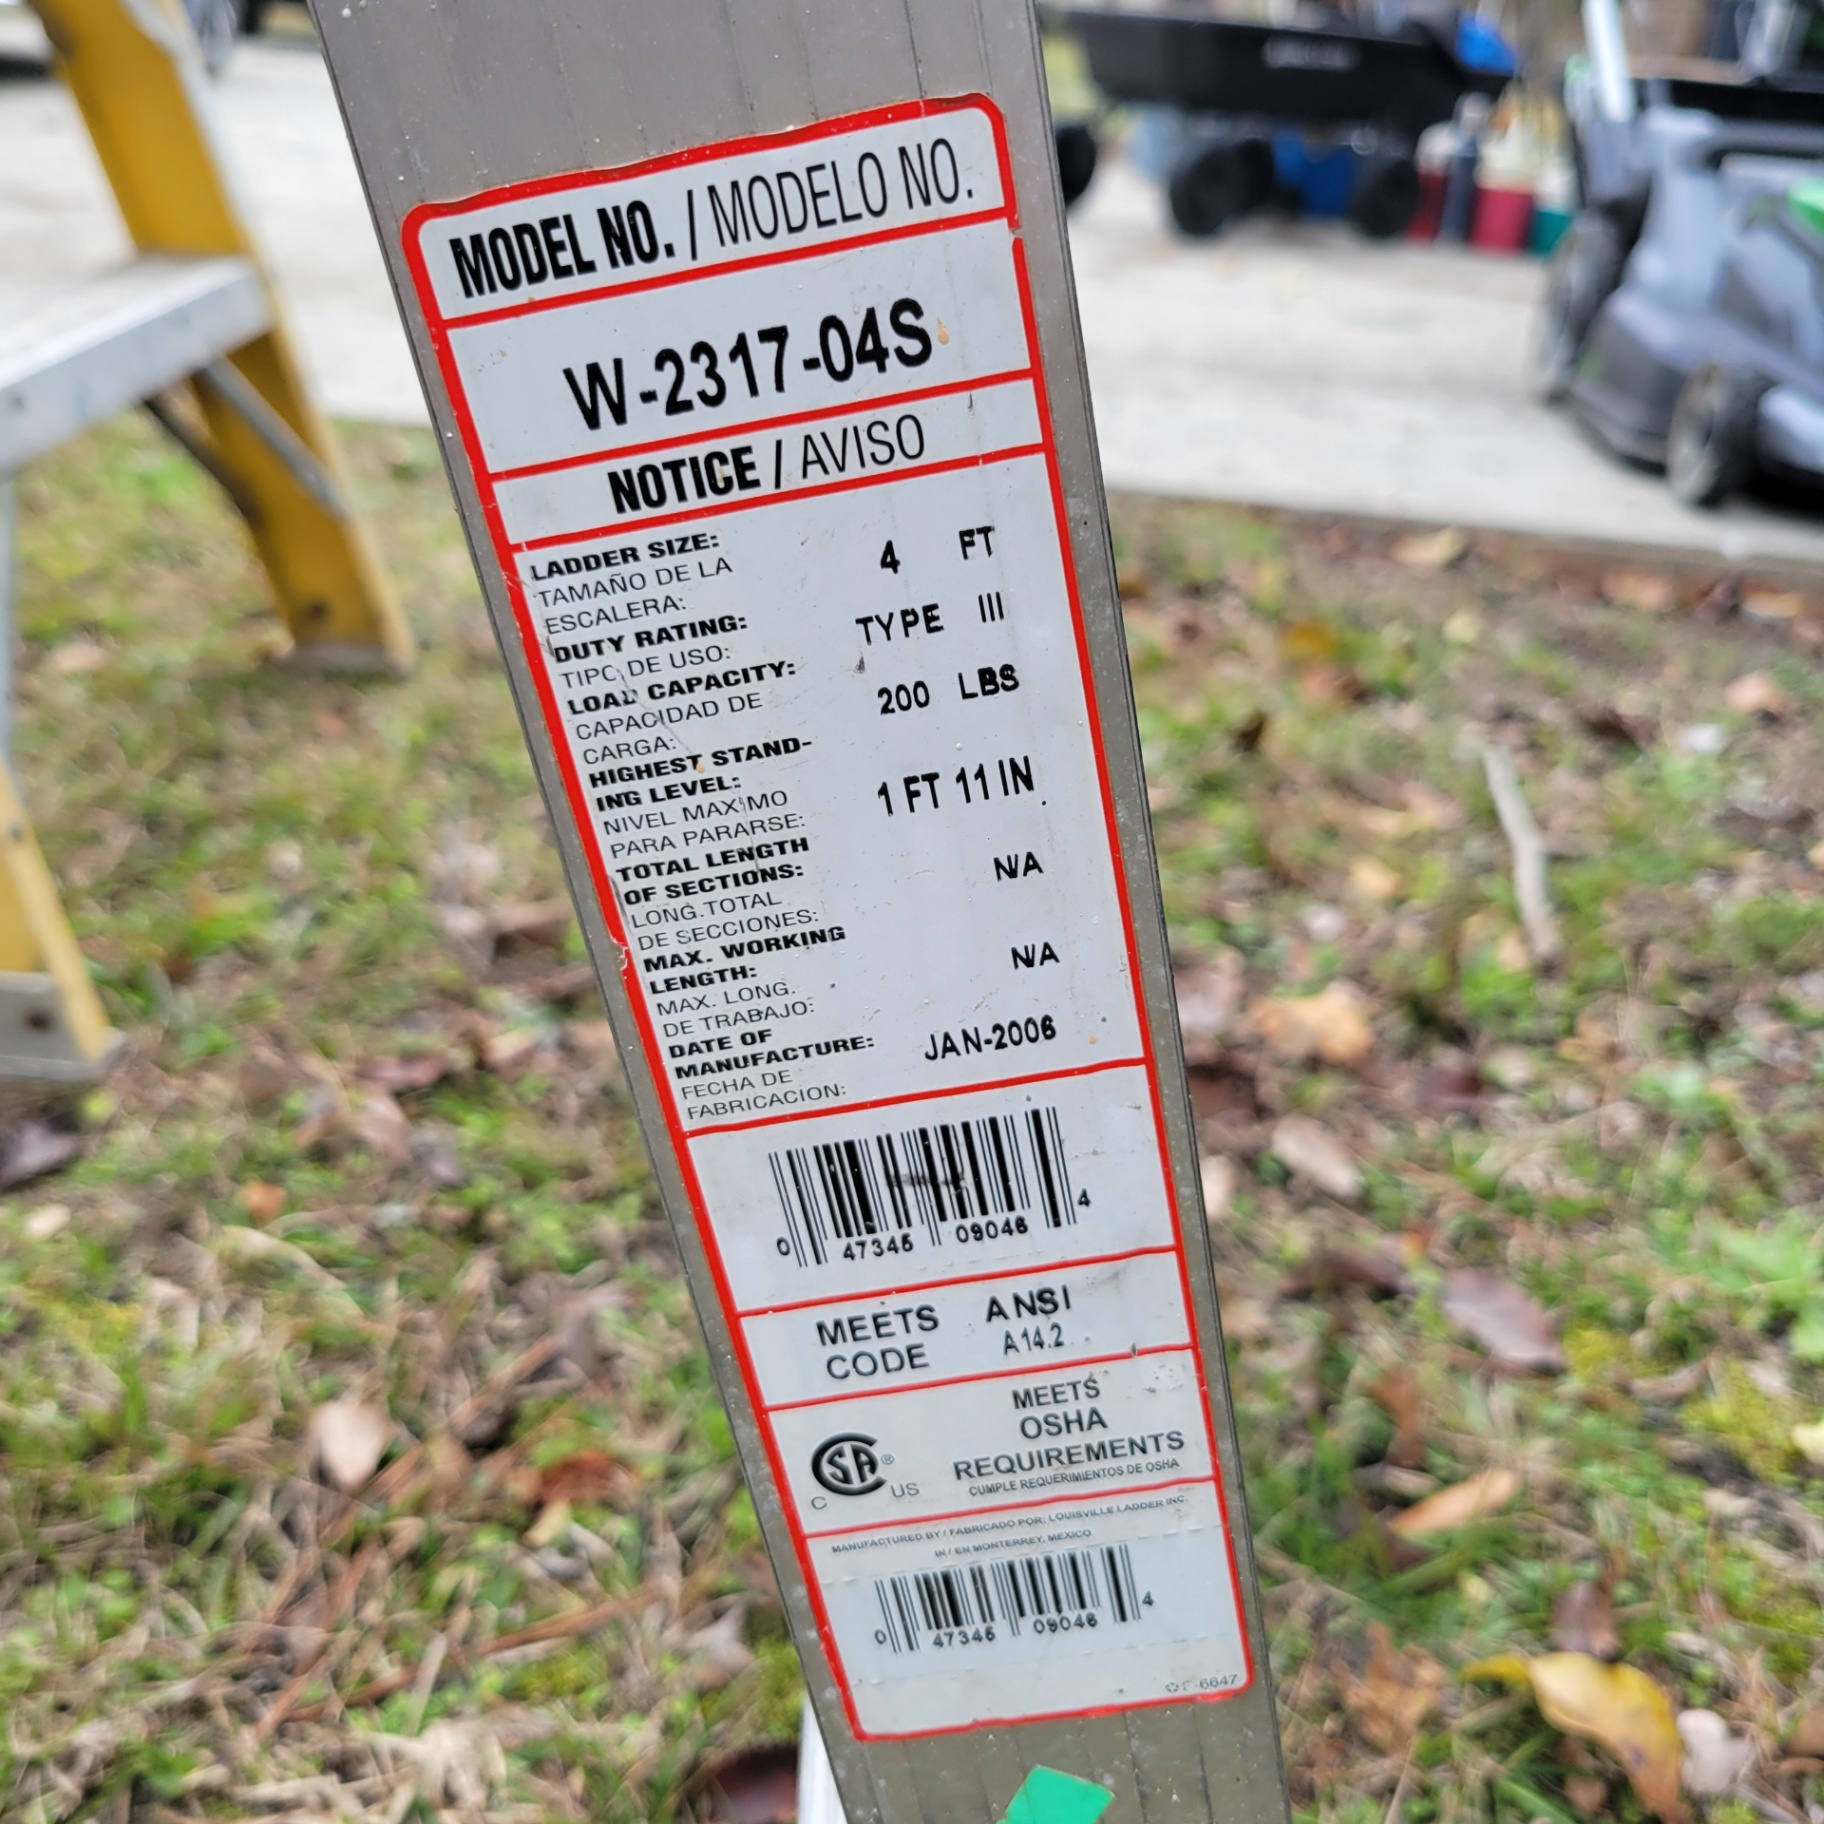 MODEL NO. / MODELO NO.
W-2317-04S
NOTICE / AVISO
LADDER SIZE: 4 FT
TAMAÑO DE LA
ESCALERA:
DUTY RATING: TYPE III
TIPO DE USO:
LOAD CAPACITY: 200 LBS
CAPACIDAD DE
CARGA:
HIGHEST STAND-
ING LEVEL: 1 FT 11 IN
NIVEL MAXIMO
PARA PARARSE:
TOTAL LENGTH
OF SECTIONS: N/A
LONG.TOTAL
DE SECCIONES:
MAX. WORKING
LENGTH: N/A
MAX. LONG.
DE TRABAJO:
DATE OF
MANUFACTURE: JAN-2006
FECHA DE
FABRICACION:
0 47345 09046 4
MEETS ANSI
CODE A14.2
MEETS
OSHA
REQUIREMENTS
CUMPLE REQUERIMIENTOS DE OSHA
C SA ® US
MANUFACTURED BY / FABRICADO POR: LOUISVILLE LADDER INC.
IN / EN MONTERREY, MEXICO
0 47345 09046 4